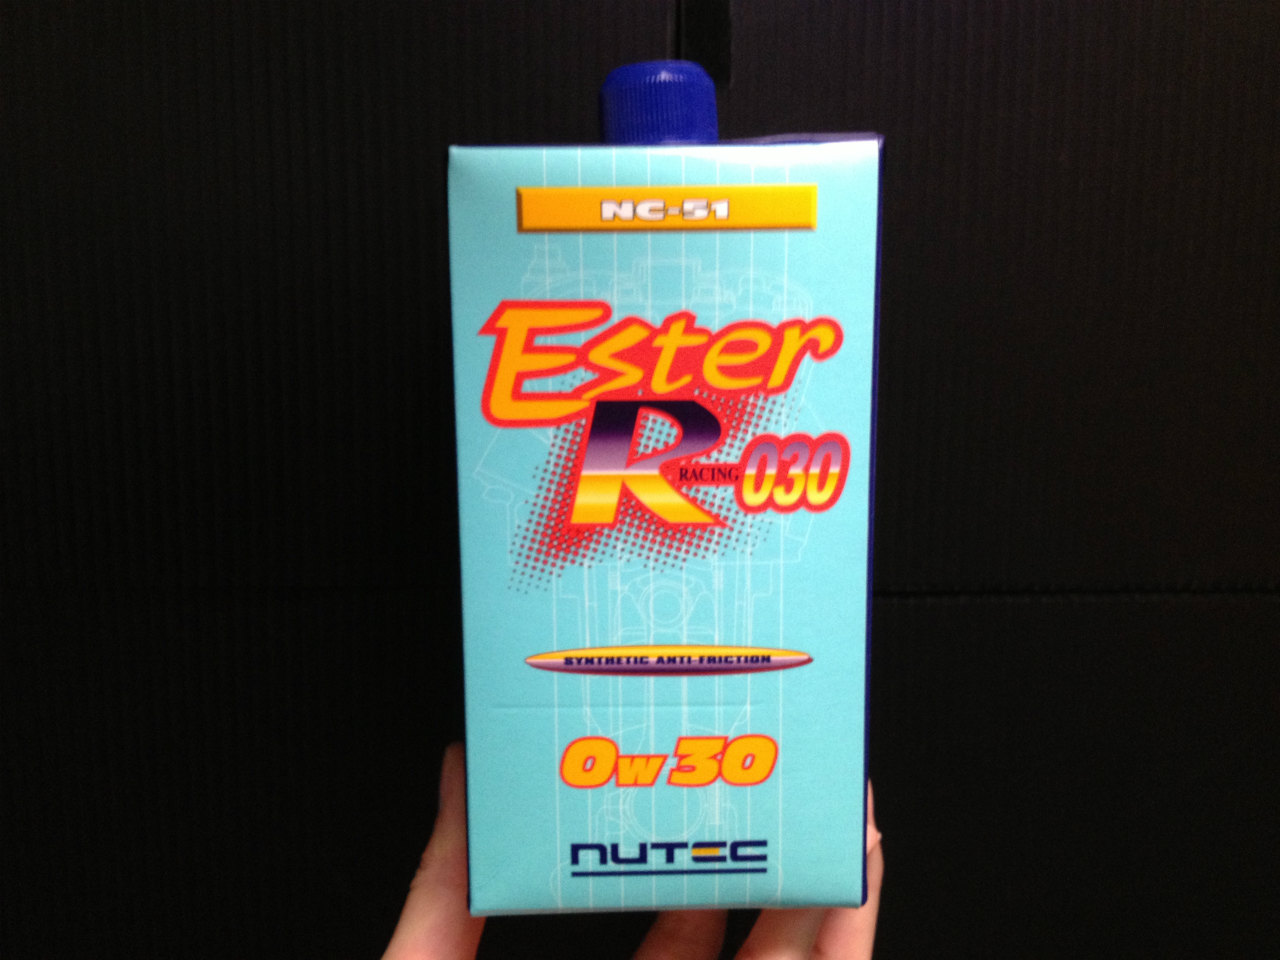 NC-51
Ester
R RACING 030
SYNTHETIC ANTI-FRICTION
0W30
NUTEC